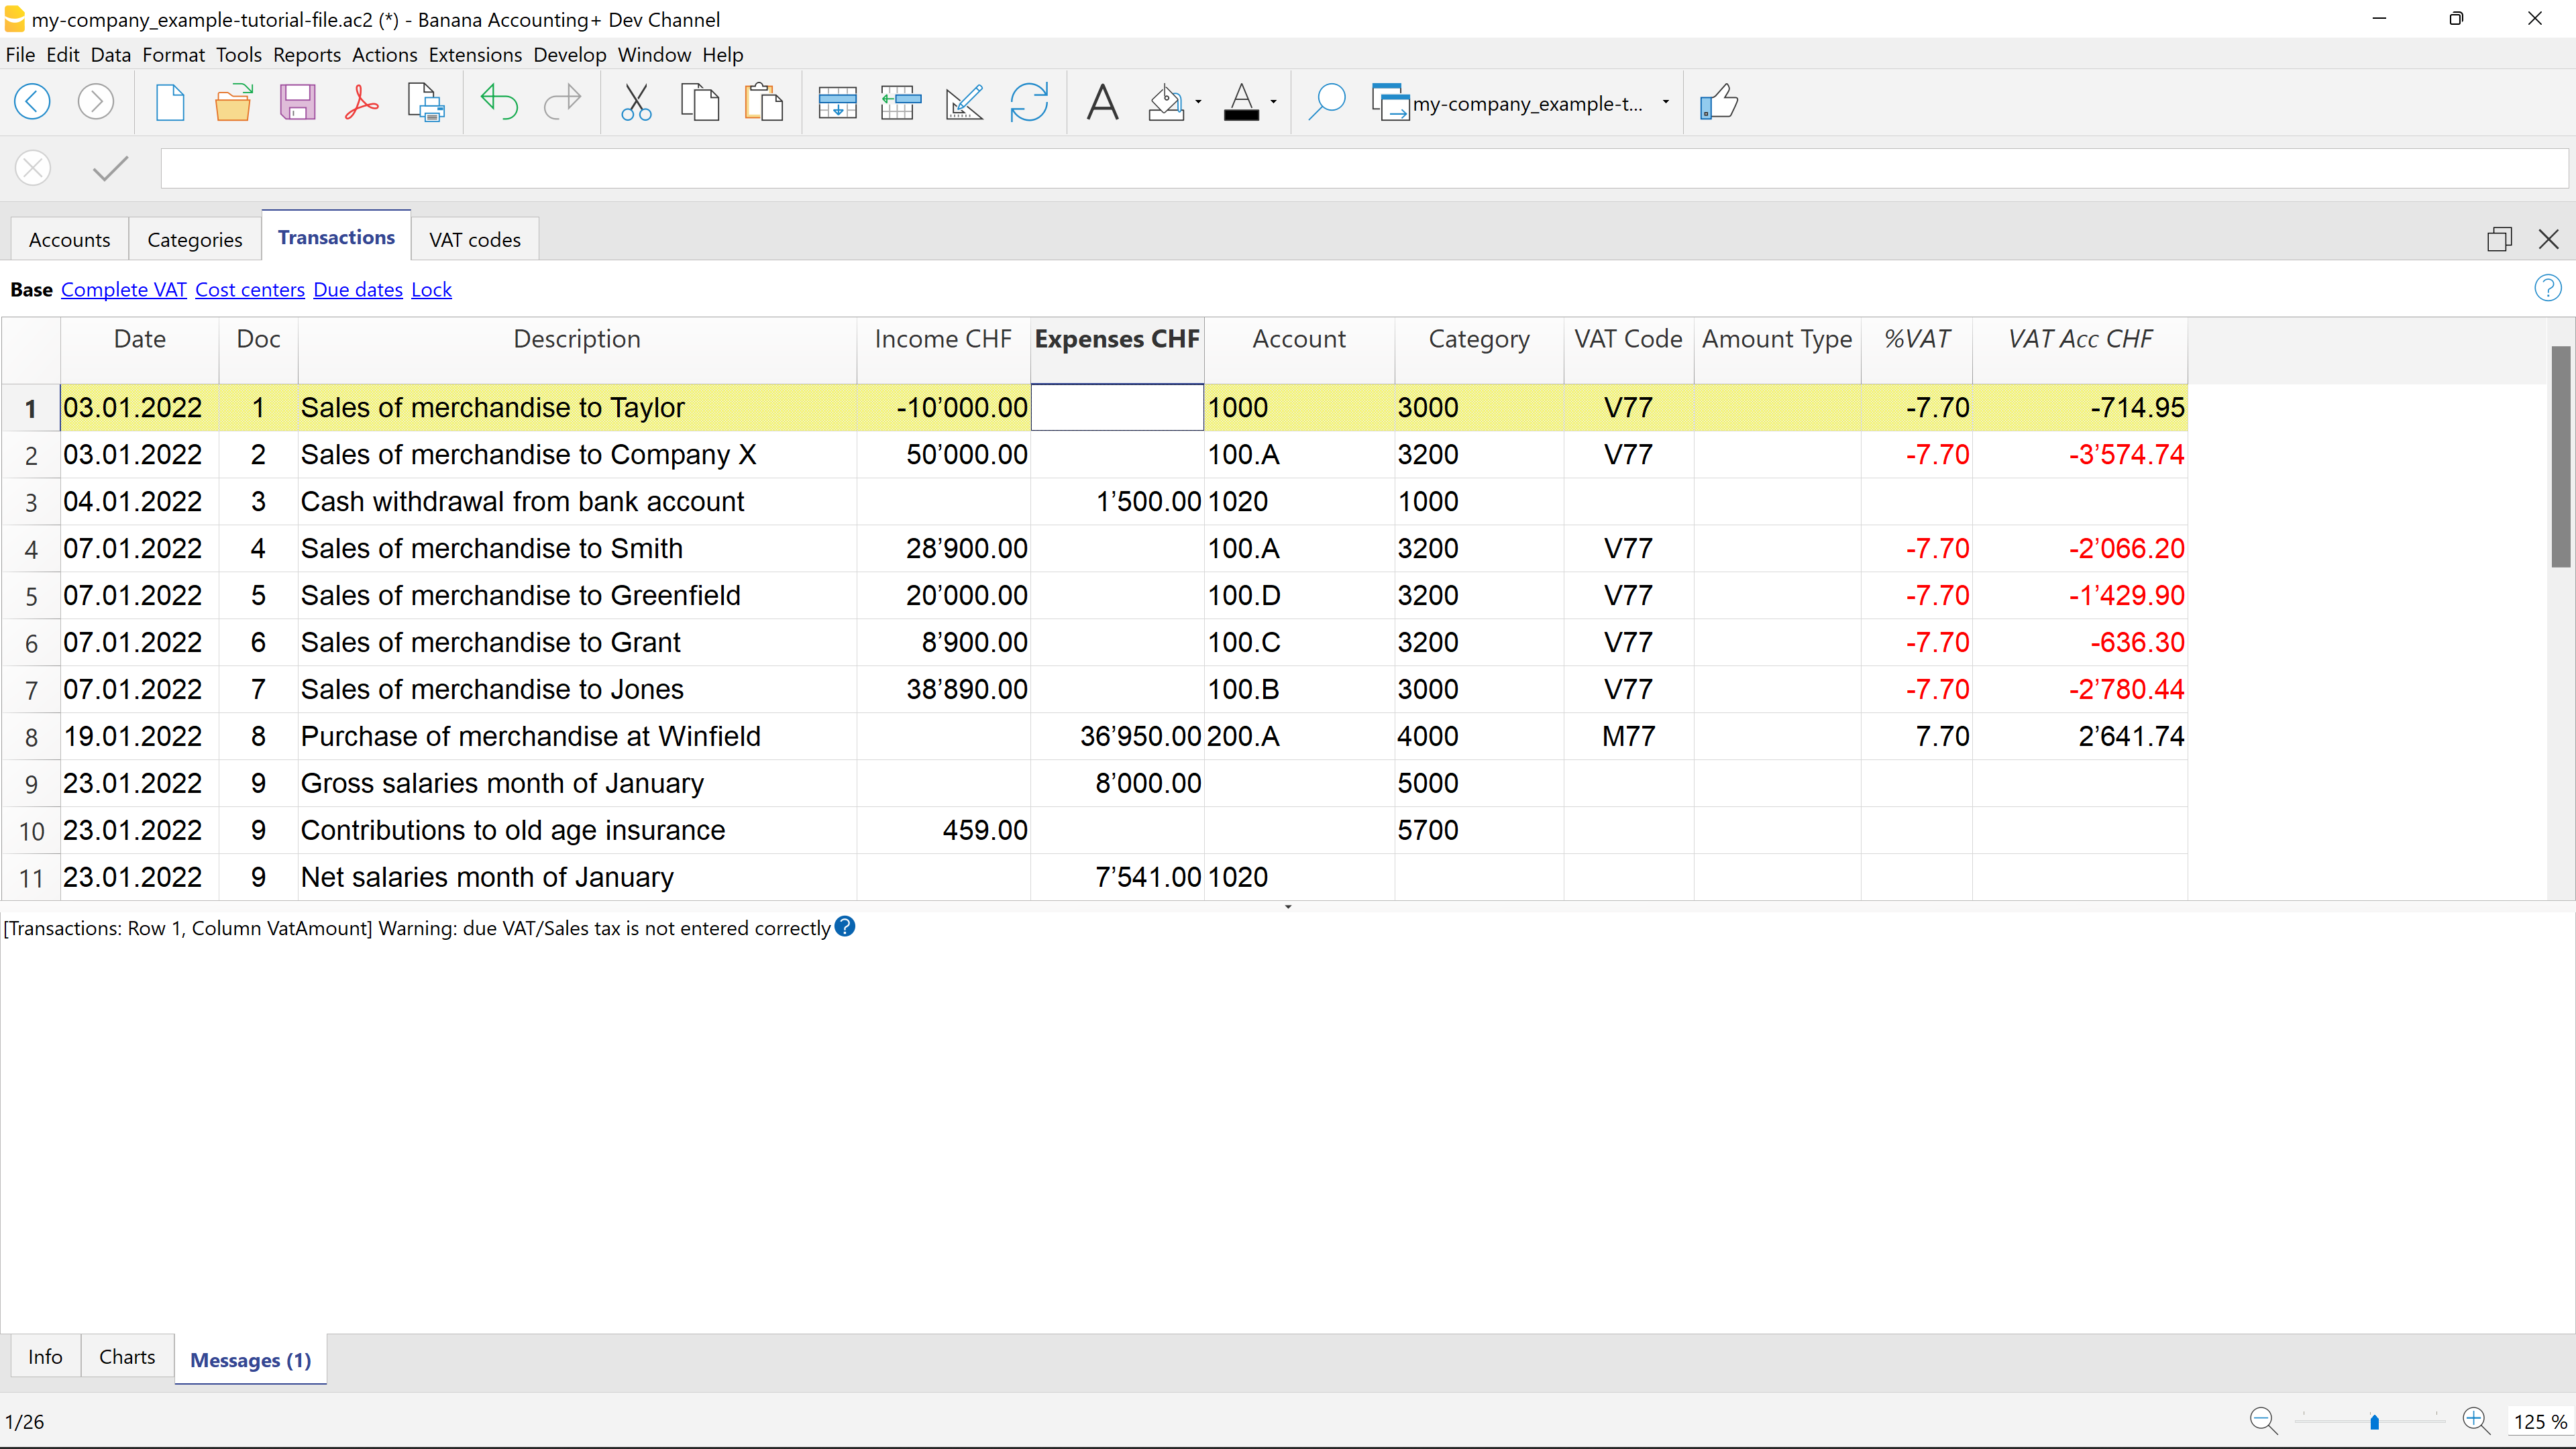 my-company_example-tutorial-file.ac2 (*) - Banana Accounting+ Dev Channel
File Edit Data Format Tools Reports Actions Extensions Develop Window Help
my-company_example-t...
Accounts Categories Transactions VAT codes
Base Complete VAT Cost centers Due dates Lock
Date Doc Description Income CHF Expenses CHF Account Category VAT Code Amount Type %VAT VAT Acc CHF
1 03.01.2022 1 Sales of merchandise to Taylor -10’000.00 1000 3000 V77 -7.70 -714.95
2 03.01.2022 2 Sales of merchandise to Company X 50’000.00 100.A 3200 V77 -7.70 -3’574.74
3 04.01.2022 3 Cash withdrawal from bank account 1’500.00 1020 1000
4 07.01.2022 4 Sales of merchandise to Smith 28’900.00 100.A 3200 V77 -7.70 -2’066.20
5 07.01.2022 5 Sales of merchandise to Greenfield 20’000.00 100.D 3200 V77 -7.70 -1’429.90
6 07.01.2022 6 Sales of merchandise to Grant 8’900.00 100.C 3200 V77 -7.70 -636.30
7 07.01.2022 7 Sales of merchandise to Jones 38’890.00 100.B 3000 V77 -7.70 -2’780.44
8 19.01.2022 8 Purchase of merchandise at Winfield 36’950.00 200.A 4000 M77 7.70 2’641.74
9 23.01.2022 9 Gross salaries month of January 8’000.00 5000
10 23.01.2022 9 Contributions to old age insurance 459.00 5700
11 23.01.2022 9 Net salaries month of January 7’541.00 1020
[Transactions: Row 1, Column VatAmount] Warning: due VAT/Sales tax is not entered correctly
Info Charts Messages (1)
1/26 125 %